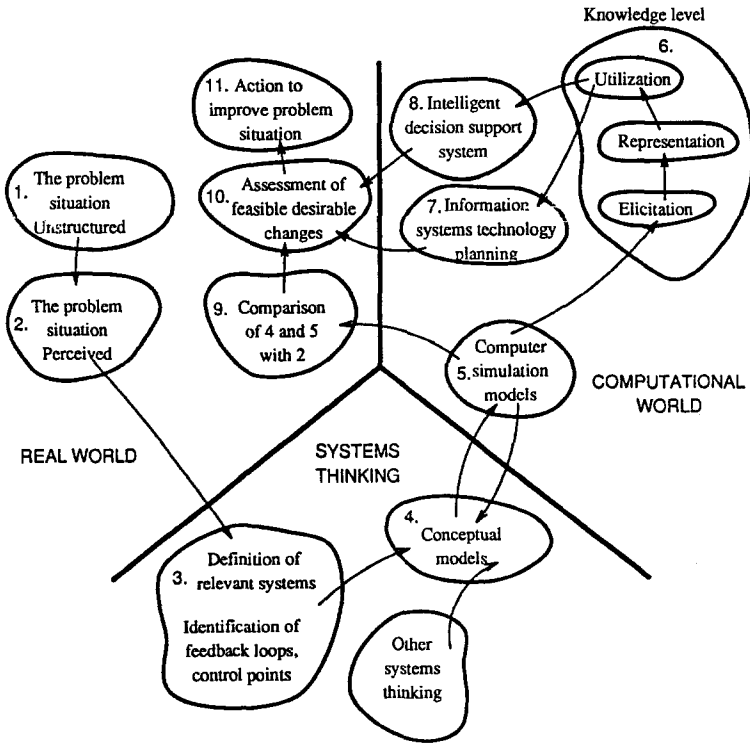 Knowledge level
6.
Utilization
Representation
Elicitation
11. Action to
improve problem
situation
8. Intelligent
decision support
system
1.
The problem
situation
Unstructured
10.
Assessment of
feasible desirable
changes
7. Information
systems technology
planning
2.
The problem
situation
Perceived
9.
Comparison
of 4 and 5
with 2
5.
Computer
simulation
models
COMPUTATIONAL
WORLD
REAL WORLD
SYSTEMS
THINKING
4.
Conceptual
models
3.
Definition of
relevant systems
Identification of
feedback loops,
control points
Other
systems
thinking